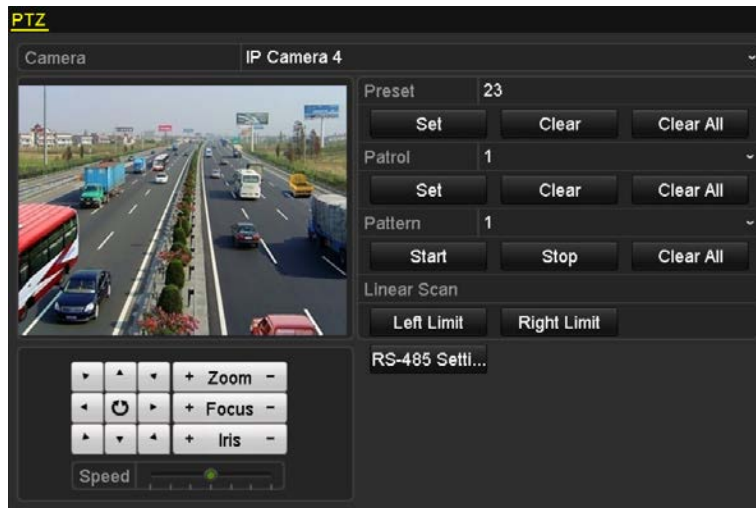 PTZ
Camera IP Camera 4
Preset 23
Set Clear Clear All
Patrol 1
Set Clear Clear All
Pattern 1
Start Stop Clear All
Linear Scan
Left Limit Right Limit
RS-485 Setti...
+ Zoom -
+ Focus -
+ Iris -
Speed